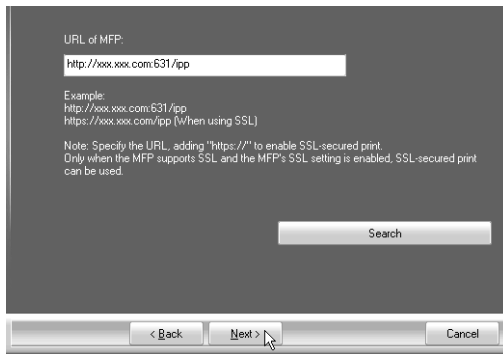 URL of MFP:
http://xxx.xxx.com:631/ipp
Example:
http://xxx.xxx.com:631/ipp
https://xxx.xxx.com/ipp (When using SSL)
Note: Specify the URL, adding "https://" to enable SSL-secured print.
Only when the MFP supports SSL and the MFP's SSL setting is enabled, SSL-secured print
can be used.
Search
< Back Next > Cancel